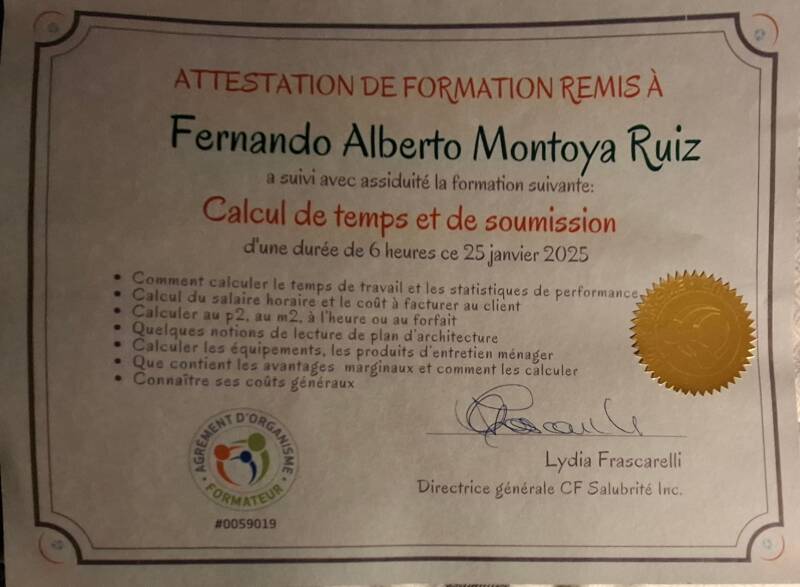 ATTESTATION DE FORMATION REMIS À
Fernando Alberto Montoya Ruiz
a suivi avec assiduité la formation suivante:
Calcul de temps et de soumission
d'une durée de 6 heures ce 25 janvier 2025
• Comment calculer le temps de travail et les statistiques de performance
• Calcul du salaire horaire et le coût à facturer au client
• Calculer au p2, au m2, à l'heure ou au forfait
• Quelques notions de lecture de plan d'architecture
• Calculer les équipements, les produits d'entretien ménager
• Que contient les avantages marginaux et comment les calculer
• Connaître ses coûts généraux
AGRÉMENT D'ORGANISME
FORMATEUR
#0059019
Lydia Frascarelli
Directrice générale CF Salubrité Inc.